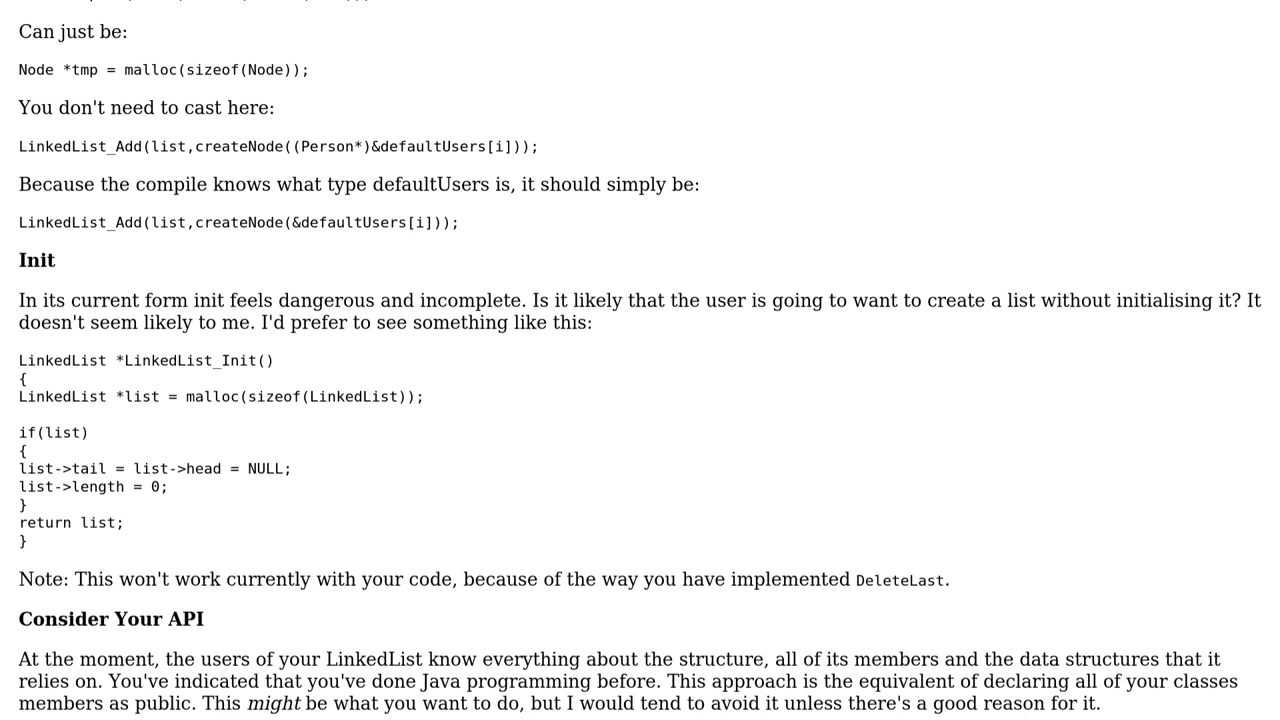 Can just be:
Node *tmp = malloc(sizeof(Node));
You don't need to cast here:
LinkedList_Add(list,createNode((Person*)&defaultUsers[i]));
Because the compile knows what type defaultUsers is, it should simply be:
LinkedList_Add(list,createNode(&defaultUsers[i]));
Init
In its current form init feels dangerous and incomplete. Is it likely that the user is going to want to create a list without initialising it? It
doesn't seem likely to me. I'd prefer to see something like this:
LinkedList *LinkedList_Init()
{
LinkedList *list = malloc(sizeof(LinkedList));
if(list)
{
list->tail = list->head = NULL;
list->length = 0;
}
return list;
}
Note: This won't work currently with your code, because of the way you have implemented DeleteLast.
Consider Your API
At the moment, the users of your LinkedList know everything about the structure, all of its members and the data structures that it
relies on. You've indicated that you've done Java programming before. This approach is the equivalent of declaring all of your classes
members as public. This might be what you want to do, but I would tend to avoid it unless there's a good reason for it.